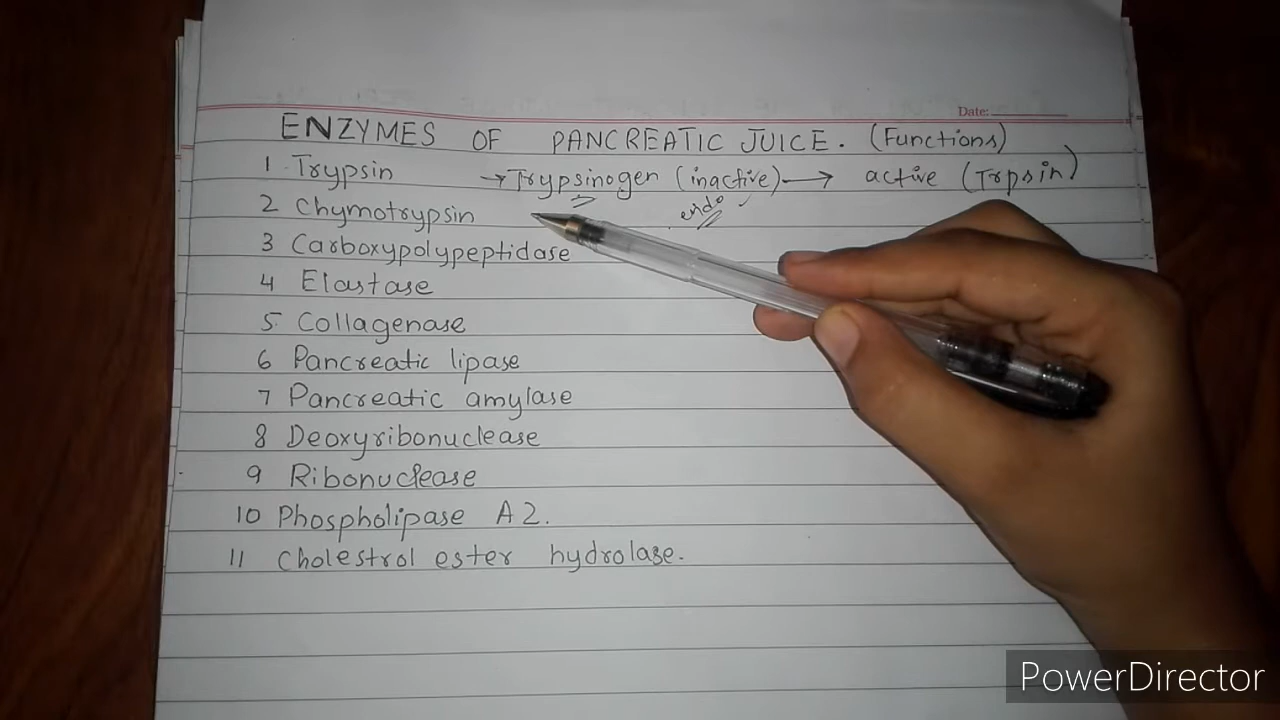 Date:
ENZYMES OF PANCREATIC JUICE. (Functions)
1 Trypsin → Trypsinogen (inactive) → active (Trpsin)
endo
2 Chymotrypsin
3 Carboxypolypeptidase
4 Elastase
5. Collagenase
6 Pancreatic lipase
7 Pancreatic amylase
8 Deoxyribonuclease
9 Ribonuclease
10 Phospholipase A2.
11 Cholestrol ester hydrolase.
PowerDirector